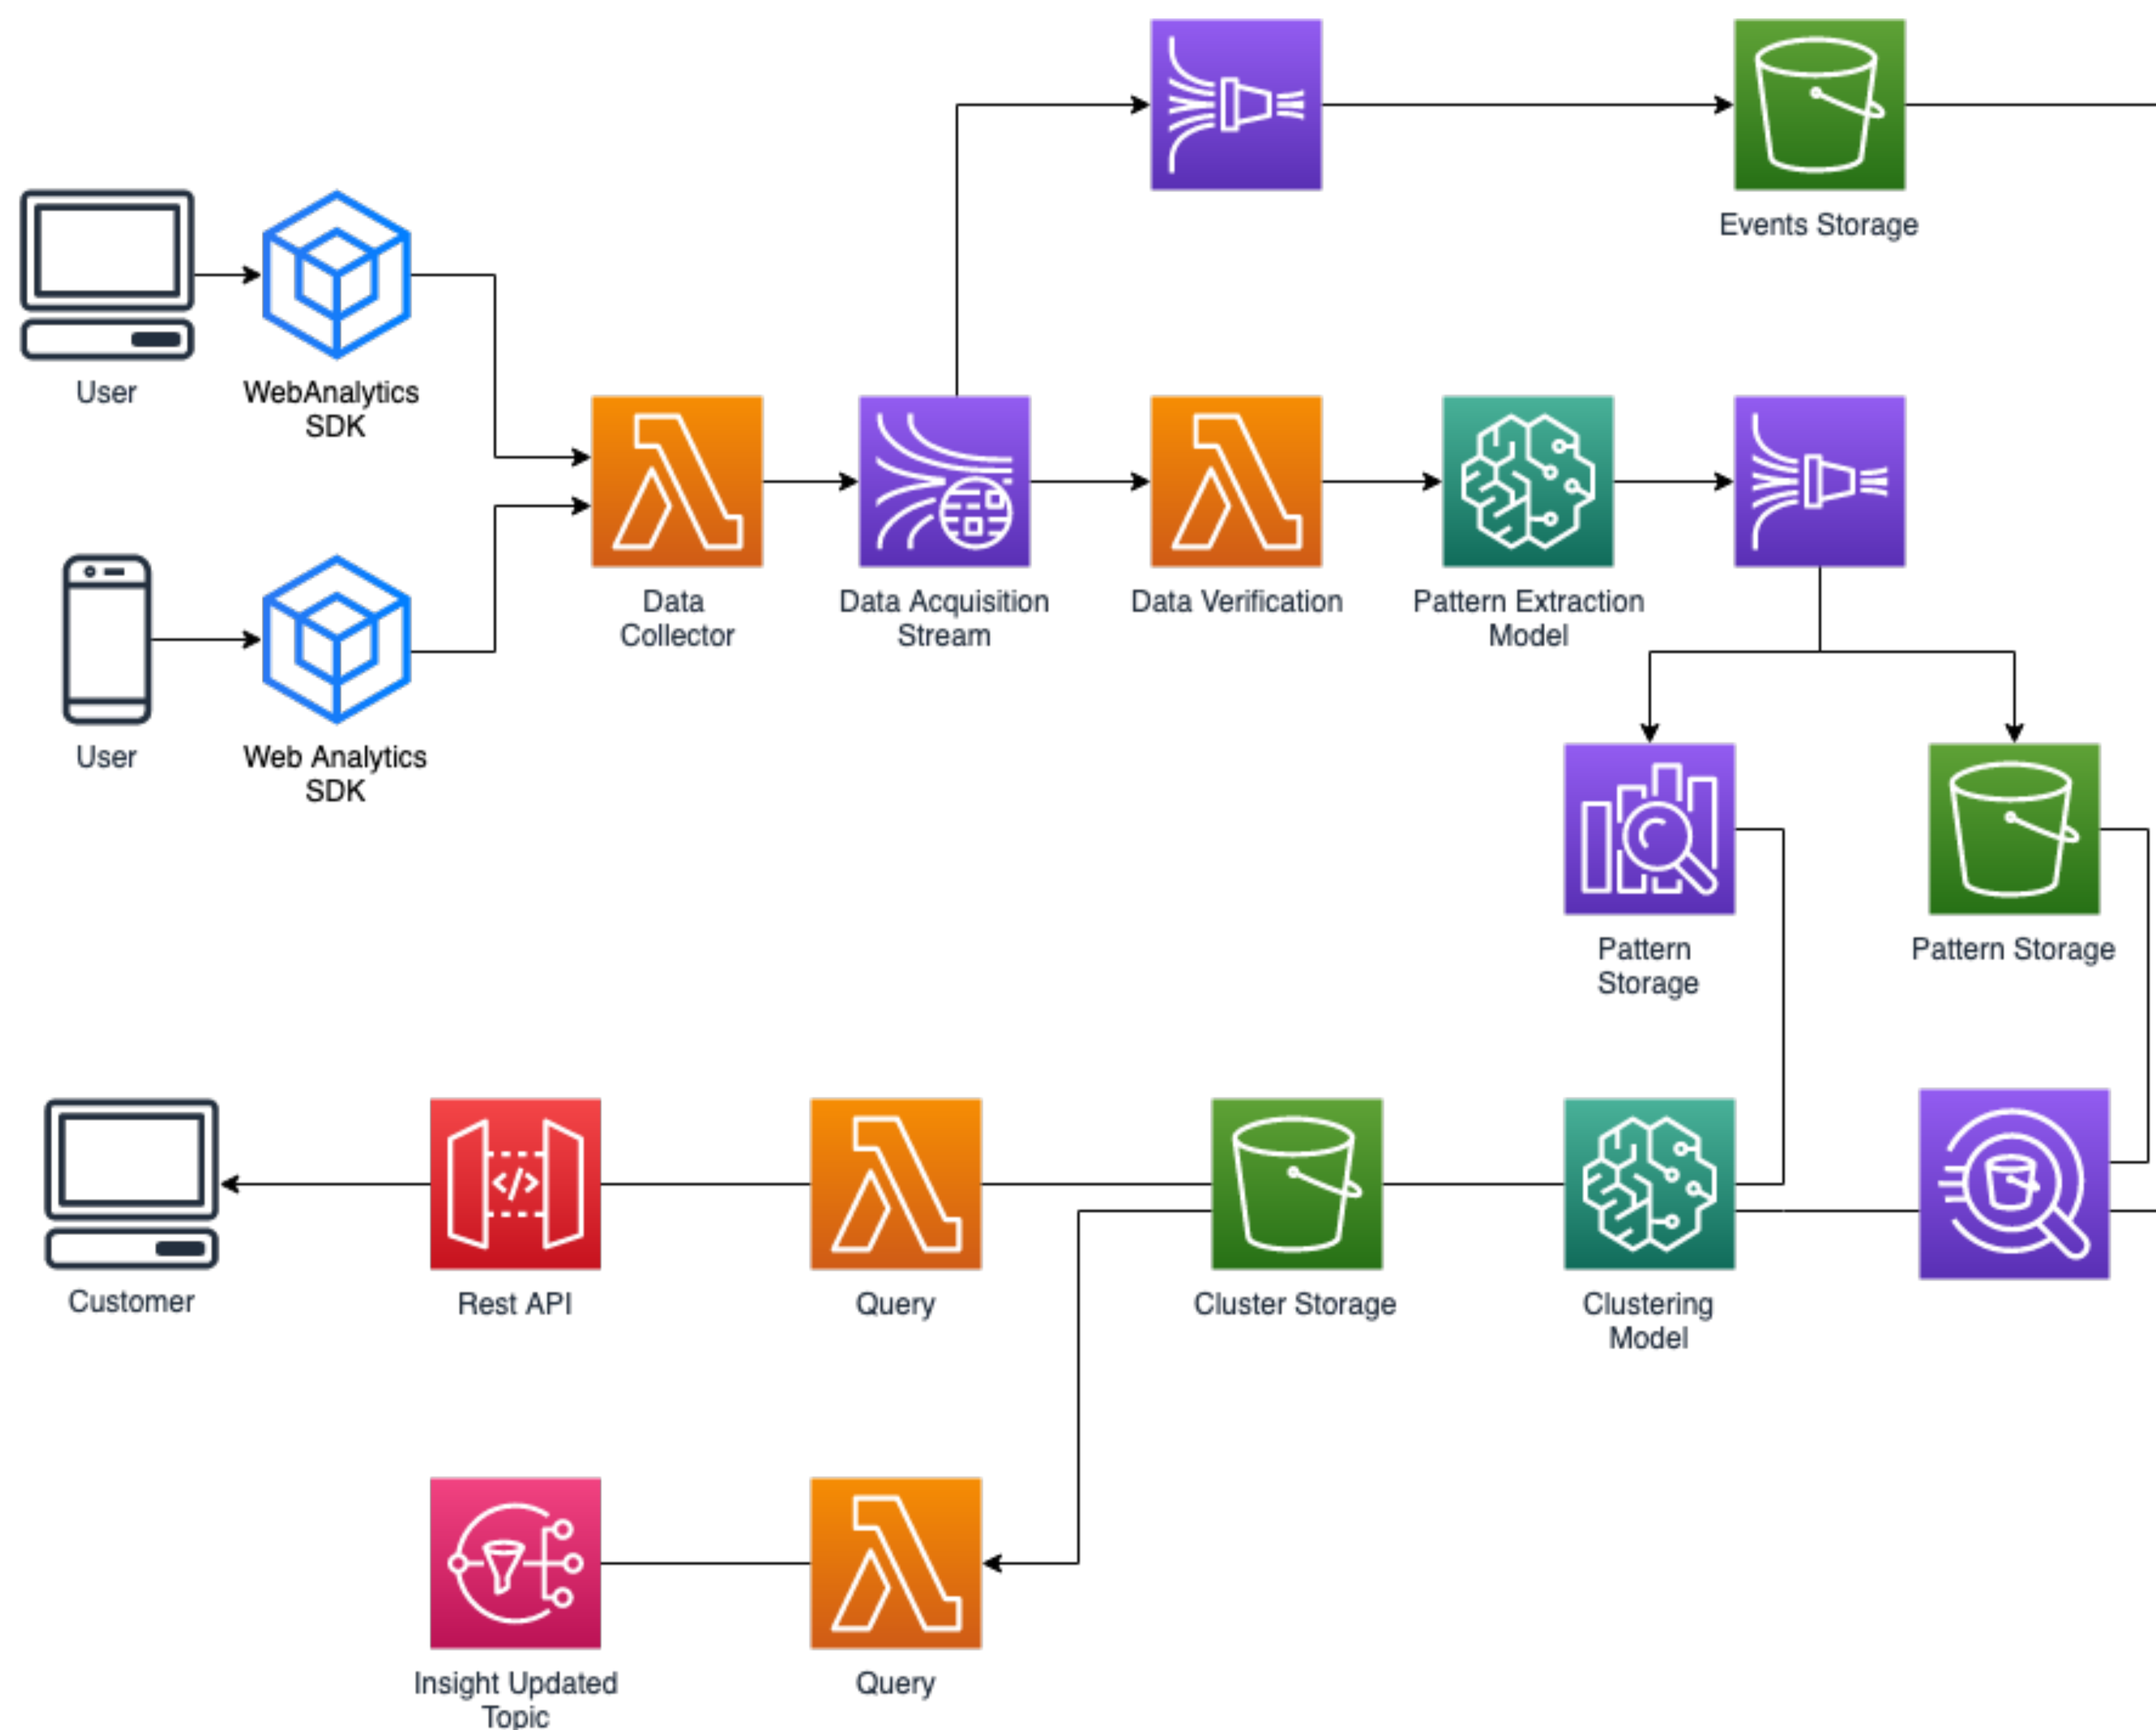 Events Storage
User
WebAnalytics
SDK
Data
Collector
Data Acquisition
Stream
Data Verification
Pattern Extraction
Model
User
Web Analytics
SDK
Pattern
Storage
Pattern Storage
</>
Customer
Rest API
Query
Cluster Storage
Clustering
Model
Insight Updated
Topic
Query